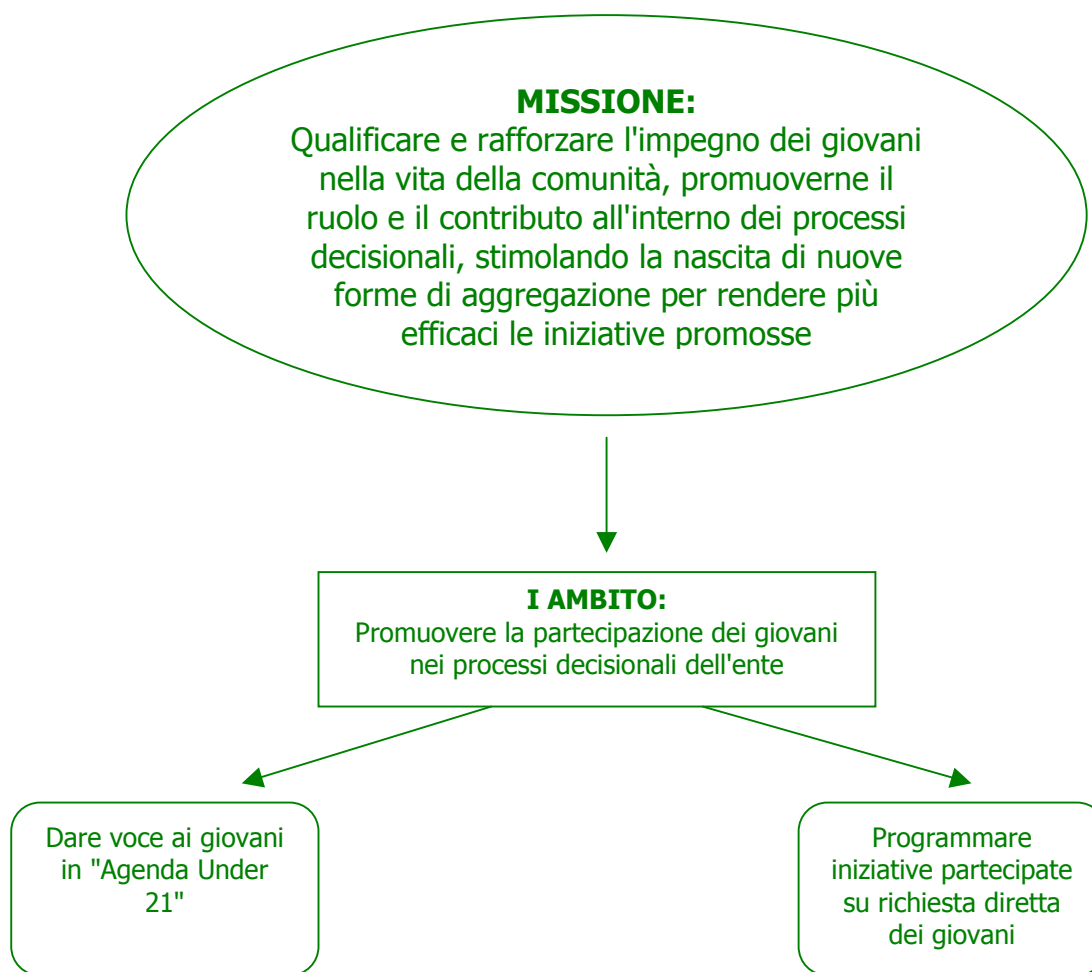 MISSIONE:
Qualificare e rafforzare l'impegno dei giovani
nella vita della comunità, promuoverne il
ruolo e il contributo all'interno dei processi
decisionali, stimolando la nascita di nuove
forme di aggregazione per rendere più
efficaci le iniziative promosse
I AMBITO:
Promuovere la partecipazione dei giovani
nei processi decisionali dell'ente
Dare voce ai giovani
in "Agenda Under
21"
Programmare
iniziative partecipate
su richiesta diretta
dei giovani